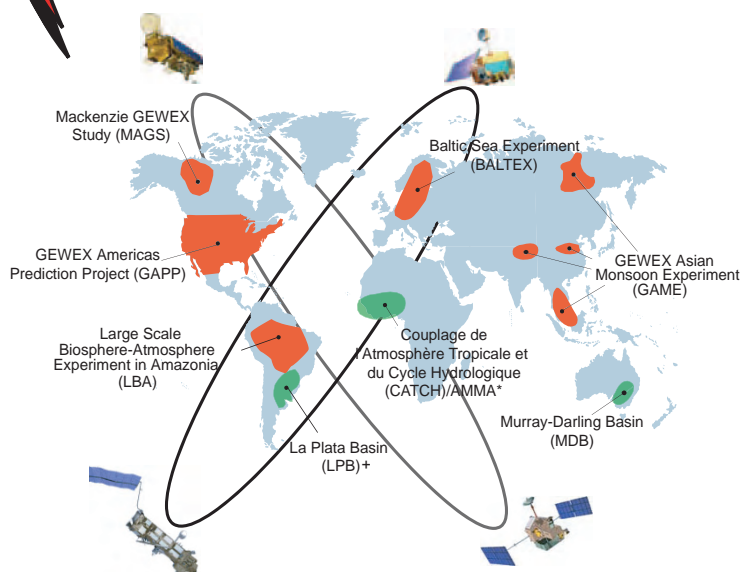 Mackenzie GEWEX
Study (MAGS)
Baltic Sea Experiment
(BALTEX)
GEWEX Americas
Prediction Project (GAPP)
GEWEX Asian
Monsoon Experiment
(GAME)
Large Scale
Biosphere-Atmosphere
Experiment in Amazonia
(LBA)
Couplage de
l'Atmosphère Tropicale et
du Cycle Hydrologique
(CATCH)/AMMA*
Murray-Darling Basin
(MDB)
La Plata Basin
(LPB)+